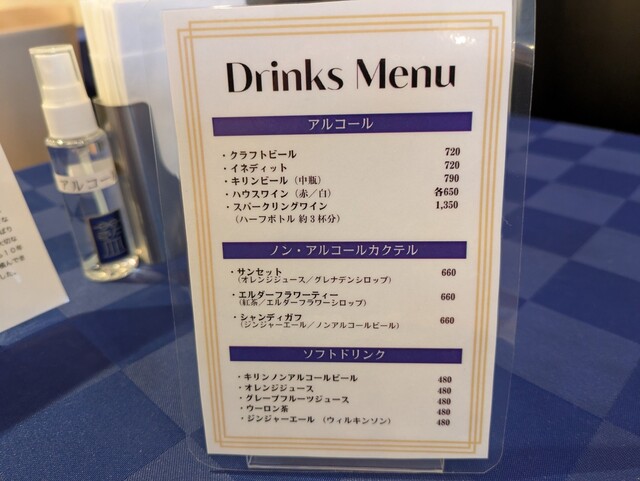 Drinks Menu
アルコール
・クラフトビール 720
・イネディット 720
・キリンビール（中瓶） 790
・ハウスワイン（赤／白） 各650
・スパークリングワイン 1,350
（ハーフボトル 約3杯分）
ノン・アルコールカクテル
・サンセット 660
（オレンジジュース／グレナデンシロップ）
・エルダーフラワーティー 660
（紅茶／エルダーフラワーシロップ）
・シャンディガフ 660
（ジンジャーエール／ノンアルコールビール）
ソフトドリンク
・キリンノンアルコールビール 480
・オレンジジュース 480
・グレープフルーツジュース 480
・ウーロン茶 480
・ジンジャーエール （ウィルキンソン） 480
アルコール